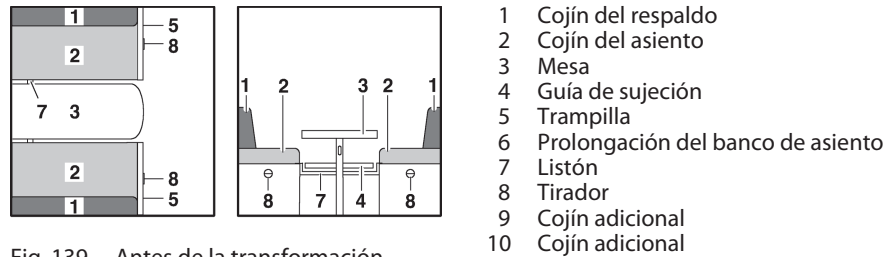 1
5
8
2
7 3
2
8
5
1
1 2 3 2 1
8 7 4 8
1 Cojín del respaldo
2 Cojín del asiento
3 Mesa
4 Guía de sujeción
5 Trampilla
6 Prolongación del banco de asiento
7 Listón
8 Tirador
9 Cojín adicional
10 Cojín adicional
Fig. 139 Antes de la transformación